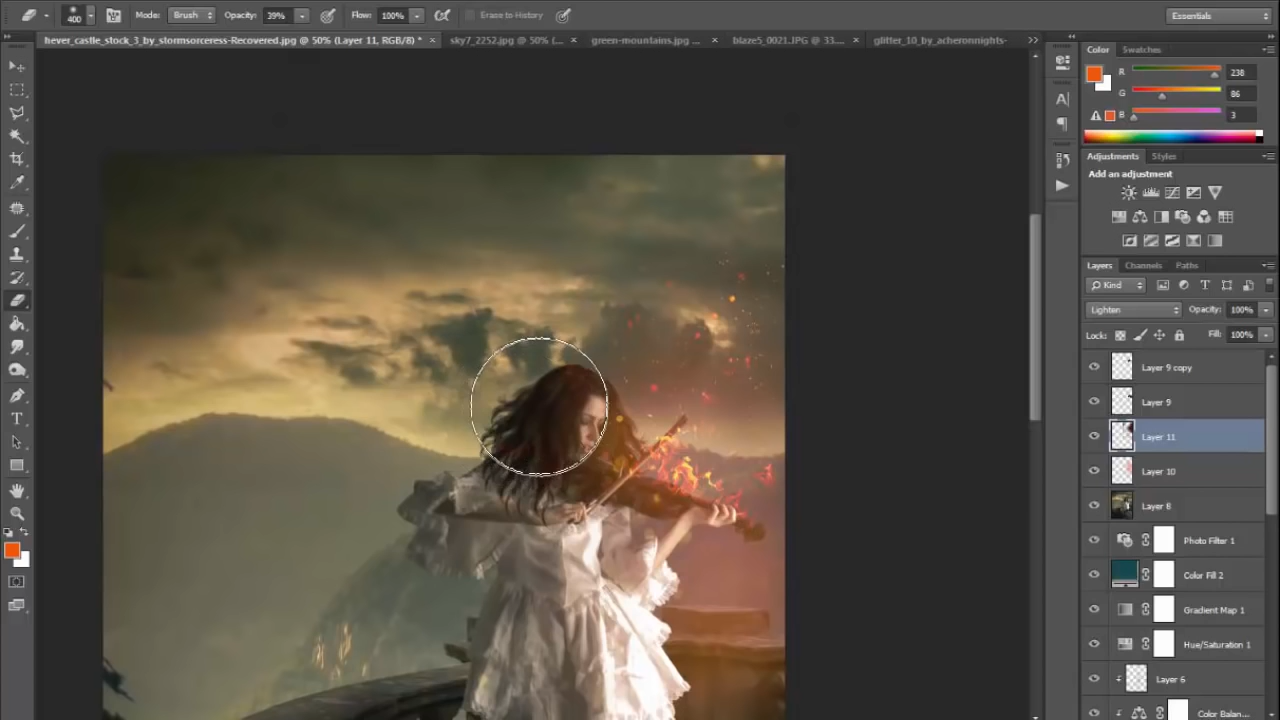 400 Mode: Brush Opacity: 39% Flow: 100% Erase to History Essentials
hever_castle_stock_3_by_stormsorceress-Recovered.jpg @ 50% (Layer 11, RGB/8) * × sky7_2252.jpg @ 50% (... × green-mountains.jpg ... × blaze5_0021.JPG @ 33.... × glitter_10_by_acheronnights-
Color Swatches
R 238
G 86
B 3
Adjustments Styles
Add an adjustment
Layers Channels Paths
Kind
Lighten Opacity: 100%
Lock: Fill: 100%
Layer 9 copy
Layer 9
Layer 11
Layer 10
Layer 8
Photo Filter 1
Color Fill 2
Gradient Map 1
Hue/Saturation 1
Layer 6
Color Balan...